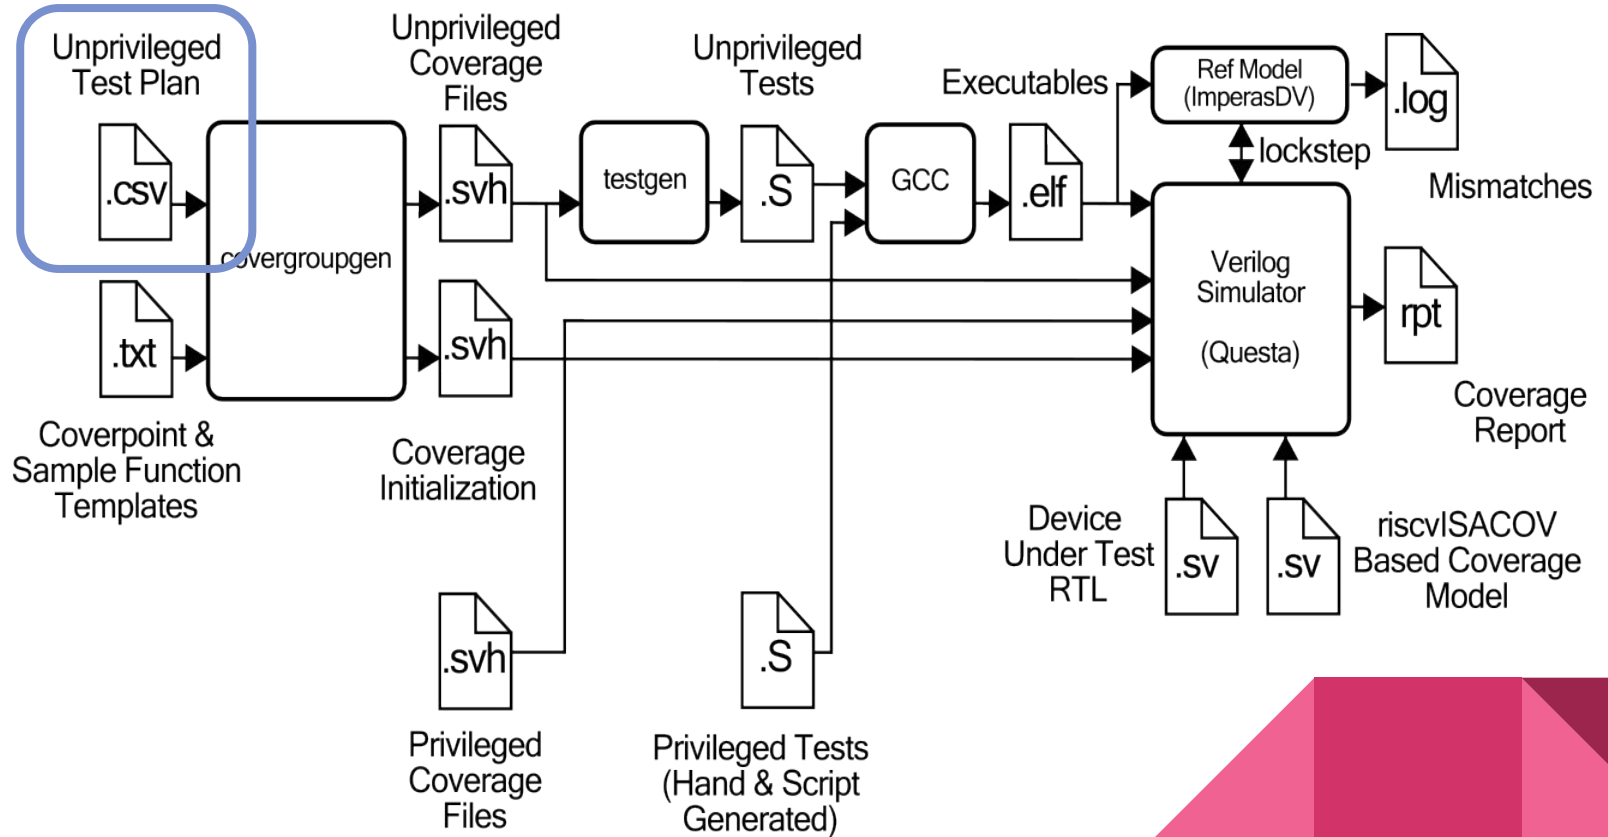 Unprivileged
Test Plan
.csv
.txt
Coverpoint &
Sample Function
Templates
covergroupgen
Unprivileged
Coverage
Files
.svh
.svh
Coverage
Initialization
.svh
Privileged
Coverage
Files
testgen
Unprivileged
Tests
.S
.S
Privileged Tests
(Hand & Script
Generated)
GCC
Executables
.elf
Ref Model
(ImperasDV)
lockstep
Verilog
Simulator
(Questa)
.log
Mismatches
rpt
Coverage
Report
Device
Under Test
RTL
.sv
.sv
riscvISACOV
Based Coverage
Model